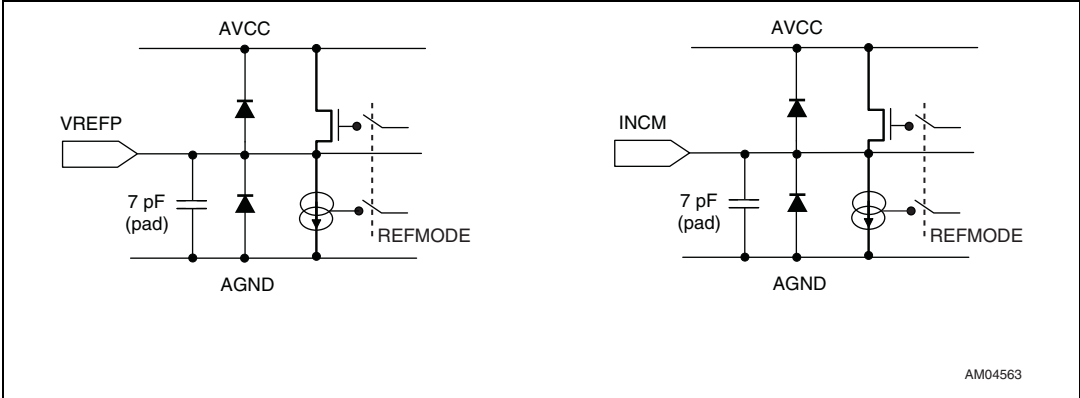 AVCC
VREFP
7 pF
(pad)
REFMODE
AGND
AVCC
INCM
7 pF
(pad)
REFMODE
AGND
AM04563